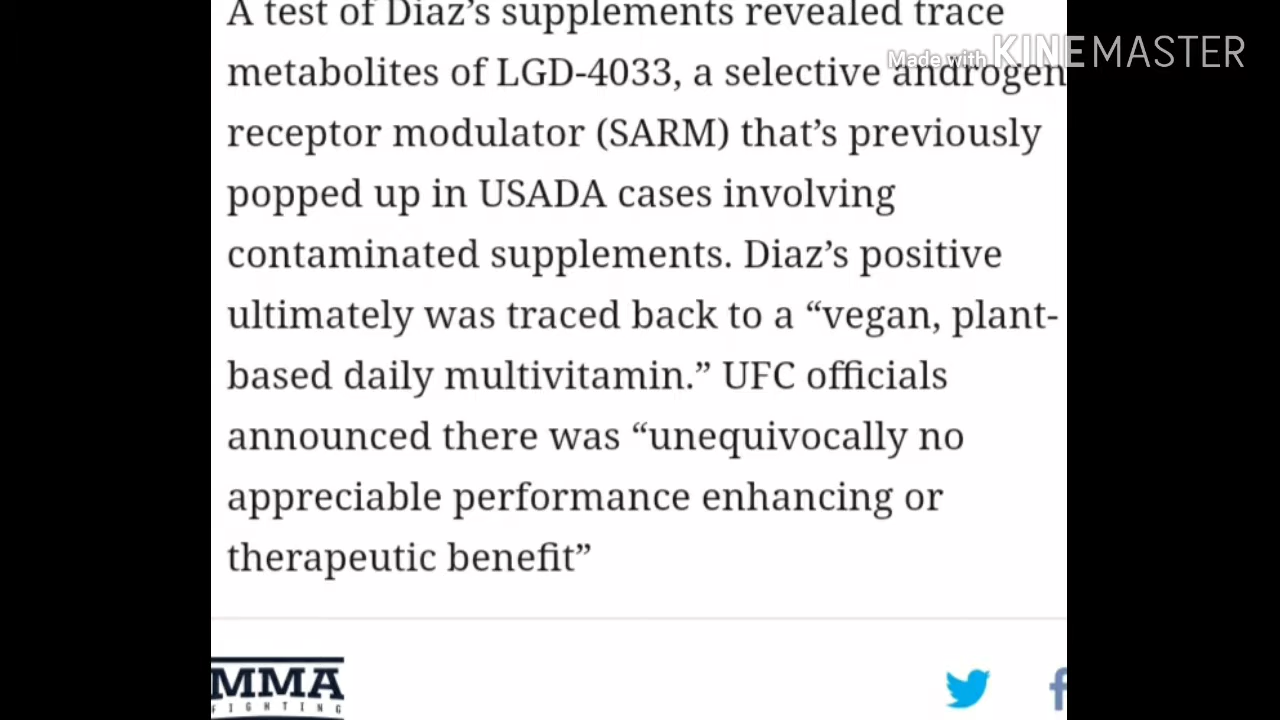 A test of Diaz’s supplements revealed trace
Made with KINEMASTER
metabolites of LGD-4033, a selective androgen
receptor modulator (SARM) that’s previously
popped up in USADA cases involving
contaminated supplements. Diaz’s positive
ultimately was traced back to a “vegan, plant-
based daily multivitamin.” UFC officials
announced there was “unequivocally no
appreciable performance enhancing or
therapeutic benefit”
MMA
FIGHTING